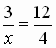 3/x = 12/4